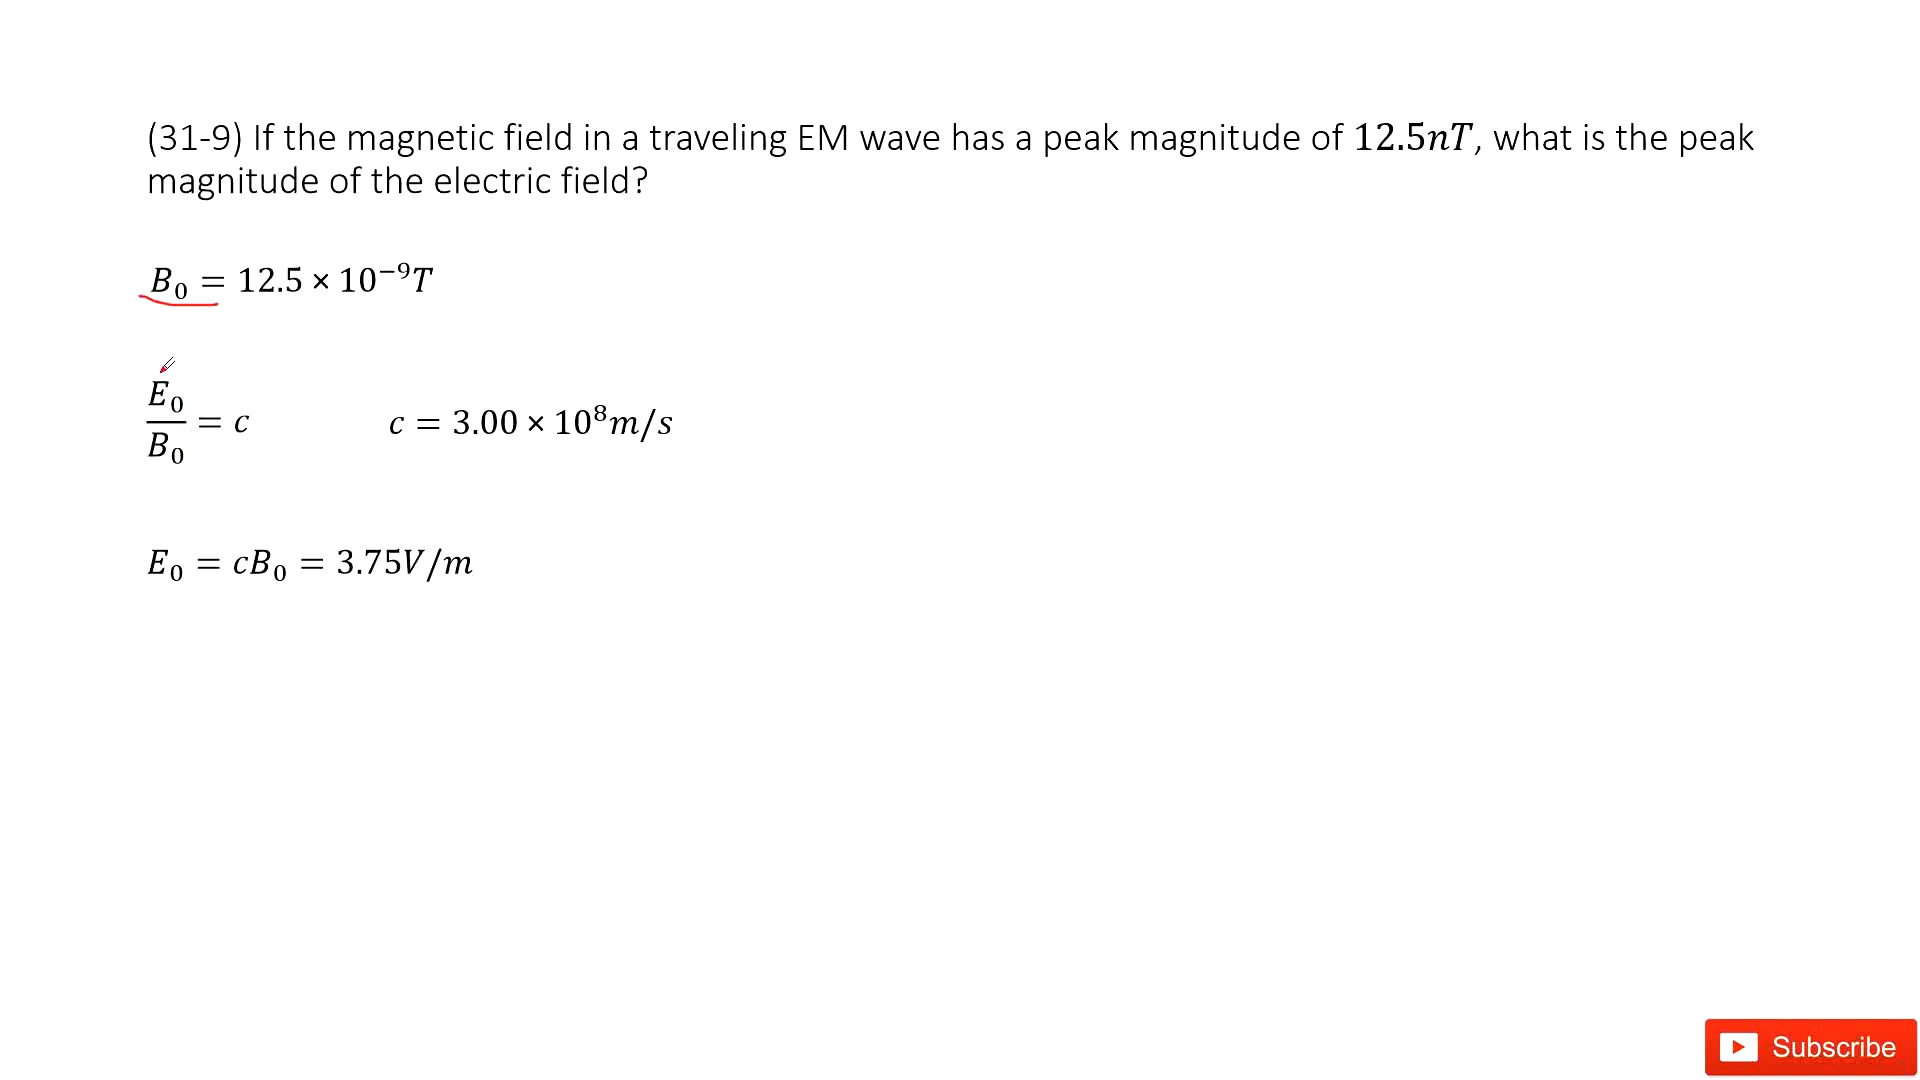 (31-9) If the magnetic field in a traveling EM wave has a peak magnitude of 12.5nT, what is the peak
magnitude of the electric field?
B₀ = 12.5 × 10⁻⁹T
E₀/B₀ = c    c = 3.00 × 10⁸m/s
E₀ = cB₀ = 3.75V/m
Subscribe